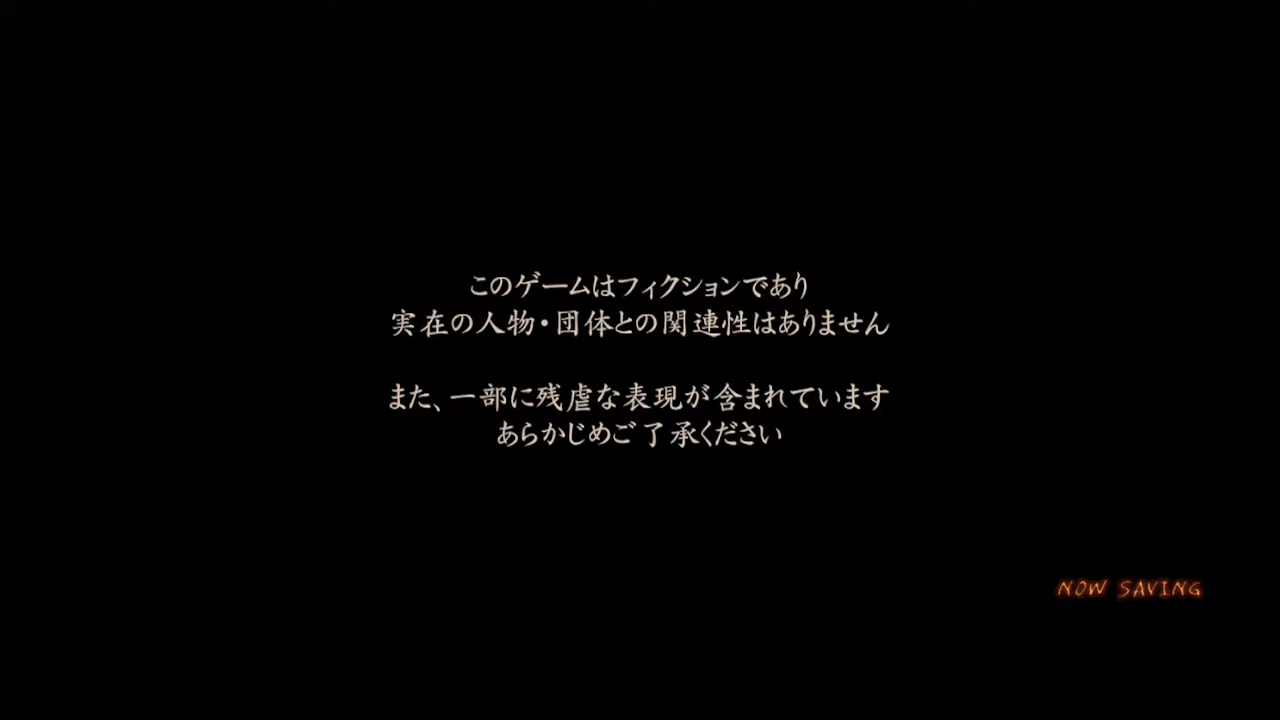 このゲームはフィクションであり
実在の人物・団体との関連性はありません
また、一部に残虐な表現が含まれています
あらかじめご了承ください
NOW SAVING